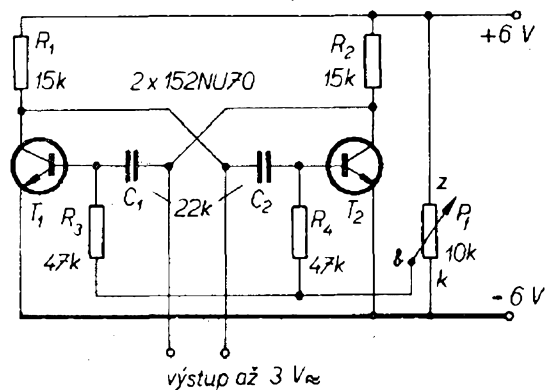 +6 V
R1
15k
R2
15k
2 x 152NU70
T1
C1
22k
C2
T2
R3
47k
R4
47k
z
b
P1
10k
k
- 6 V
výstup až 3 V≈